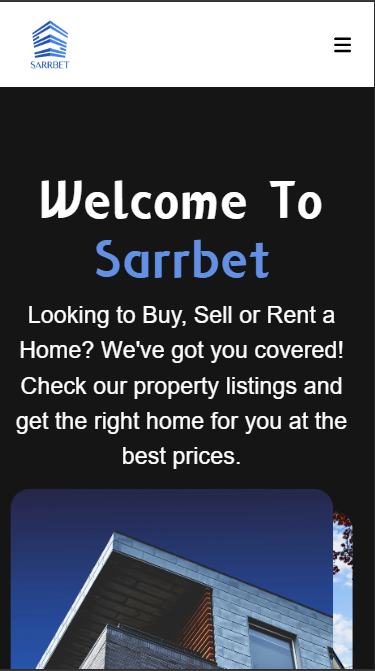 SARRBET
Welcome To
Sarrbet
Looking to Buy, Sell or Rent a
Home? We've got you covered!
Check our property listings and
get the right home for you at the
best prices.